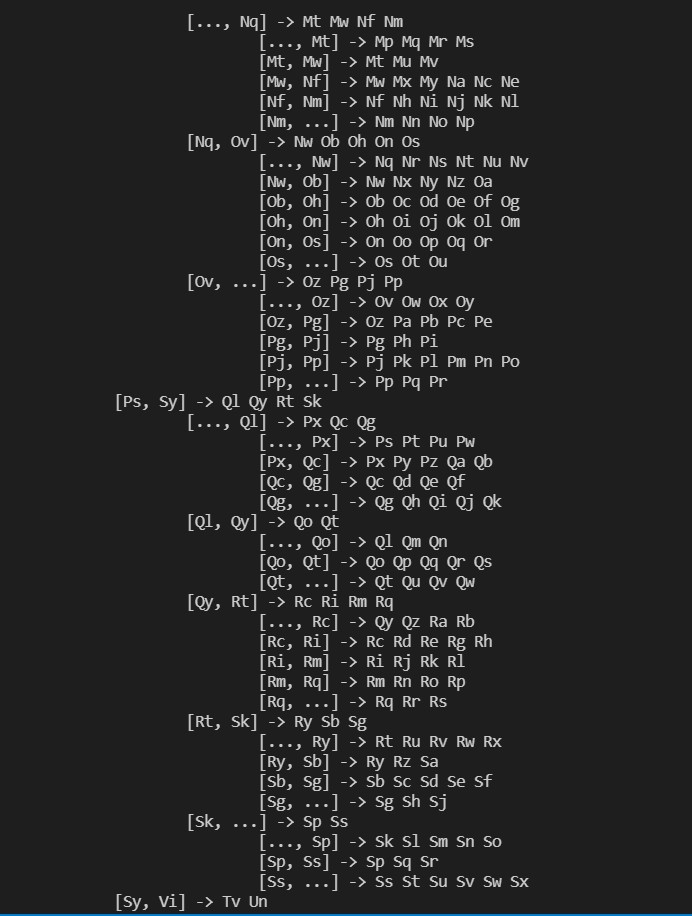 [..., Nq] -> Mt Mw Nf Nm
[..., Mt] -> Mp Mq Mr Ms
[Mt, Mw] -> Mt Mu Mv
[Mw, Nf] -> Mw Mx My Na Nc Ne
[Nf, Nm] -> Nf Nh Ni Nj Nk Nl
[Nm, ...] -> Nm Nn No Np
[Nq, Ov] -> Nw Ob Oh On Os
[..., Nw] -> Nq Nr Ns Nt Nu Nv
[Nw, Ob] -> Nw Nx Ny Nz Oa
[Ob, Oh] -> Ob Oc Od Oe Of Og
[Oh, On] -> Oh Oi Oj Ok Ol Om
[On, Os] -> On Oo Op Oq Or
[Os, ...] -> Os Ot Ou
[Ov, ...] -> Oz Pg Pj Pp
[..., Oz] -> Ov Ow Ox Oy
[Oz, Pg] -> Oz Pa Pb Pc Pe
[Pg, Pj] -> Pg Ph Pi
[Pj, Pp] -> Pj Pk Pl Pm Pn Po
[Pp, ...] -> Pp Pq Pr
[Ps, Sy] -> Ql Qy Rt Sk
[..., Ql] -> Px Qc Qg
[..., Px] -> Ps Pt Pu Pw
[Px, Qc] -> Px Py Pz Qa Qb
[Qc, Qg] -> Qc Qd Qe Qf
[Qg, ...] -> Qg Qh Qi Qj Qk
[Ql, Qy] -> Qo Qt
[..., Qo] -> Ql Qm Qn
[Qo, Qt] -> Qo Qp Qq Qr Qs
[Qt, ...] -> Qt Qu Qv Qw
[Qy, Rt] -> Rc Ri Rm Rq
[..., Rc] -> Qy Qz Ra Rb
[Rc, Ri] -> Rc Rd Re Rg Rh
[Ri, Rm] -> Ri Rj Rk Rl
[Rm, Rq] -> Rm Rn Ro Rp
[Rq, ...] -> Rq Rr Rs
[Rt, Sk] -> Ry Sb Sg
[..., Ry] -> Rt Ru Rv Rw Rx
[Ry, Sb] -> Ry Rz Sa
[Sb, Sg] -> Sb Sc Sd Se Sf
[Sg, ...] -> Sg Sh Sj
[Sk, ...] -> Sp Ss
[..., Sp] -> Sk Sl Sm Sn So
[Sp, Ss] -> Sp Sq Sr
[Ss, ...] -> Ss St Su Sv Sw Sx
[Sy, Vi] -> Tv Un